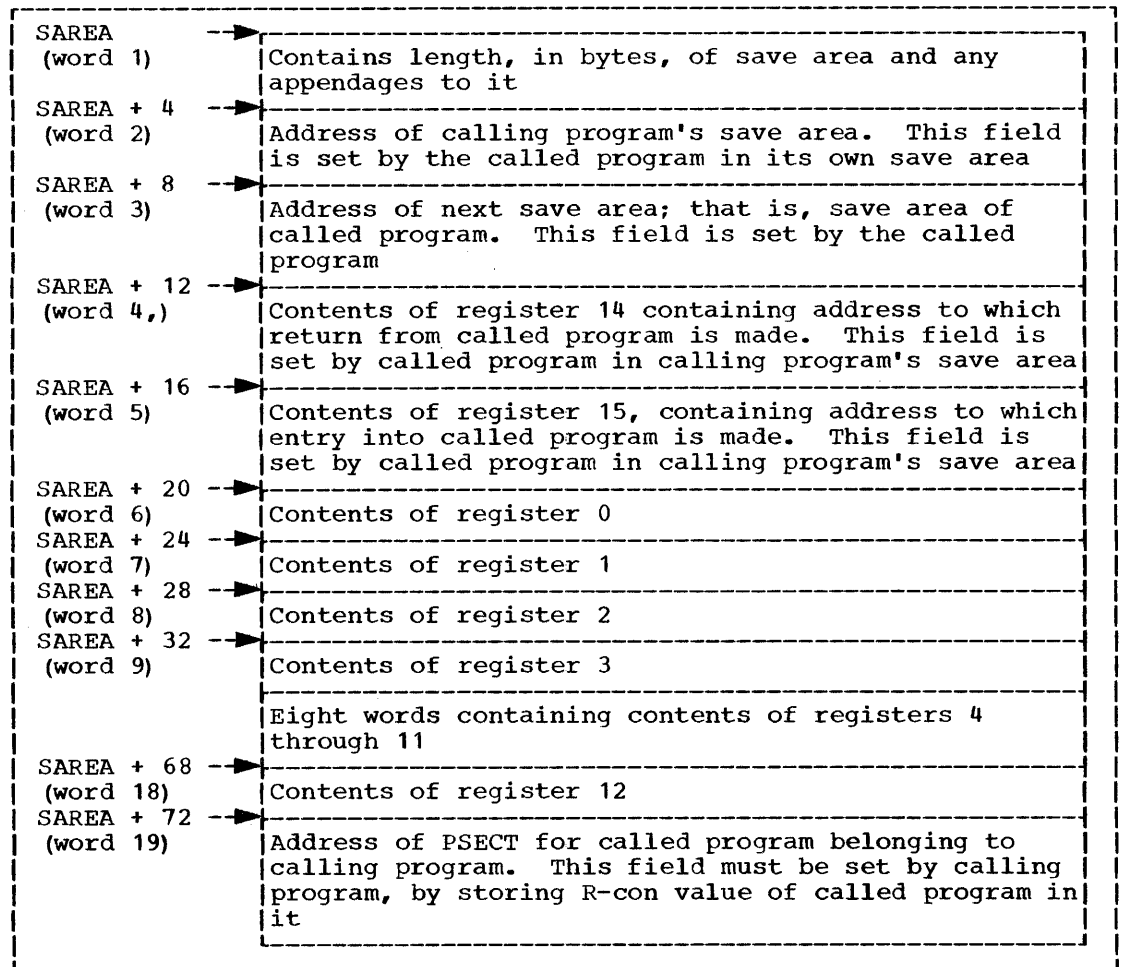 SAREA
(word 1)
Contains length, in bytes, of save area and any
appendages to it
SAREA + 4
(word 2)
Address of calling program's save area. This field
is set by the called program in its own save area
SAREA + 8
(word 3)
Address of next save area; that is, save area of
called program. This field is set by the called
program
SAREA + 12
(word 4,)
Contents of register 14 containing address to which
return from called program is made. This field is
set by called program in calling program's save area
SAREA + 16
(word 5)
Contents of register 15, containing address to which
entry into called program is made. This field is
set by called program in calling program's save area
SAREA + 20
(word 6)
Contents of register 0
SAREA + 24
(word 7)
Contents of register 1
SAREA + 28
(word 8)
Contents of register 2
SAREA + 32
(word 9)
Contents of register 3
Eight words containing contents of registers 4
through 11
SAREA + 68
(word 18)
Contents of register 12
SAREA + 72
(word 19)
Address of PSECT for called program belonging to
calling program. This field must be set by calling
program, by storing R-con value of called program in
it